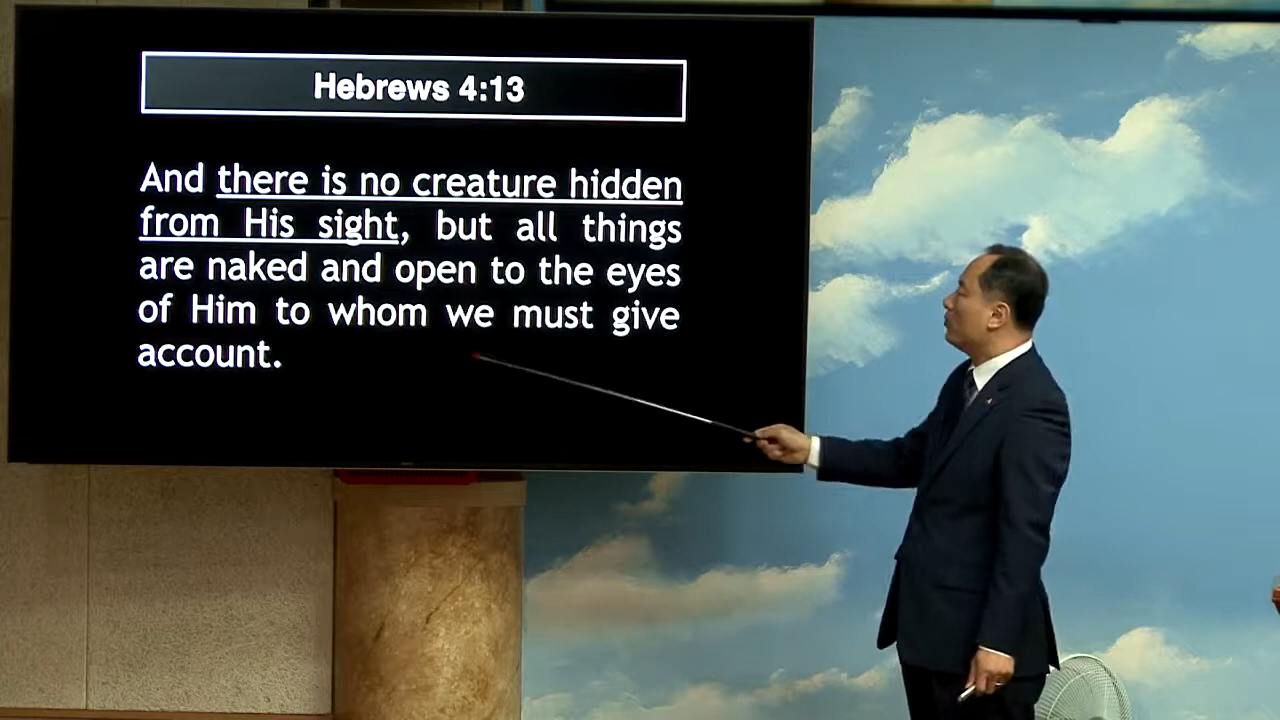 Hebrews 4:13
And there is no creature hidden
from His sight, but all things
are naked and open to the eyes
of Him to whom we must give
account.